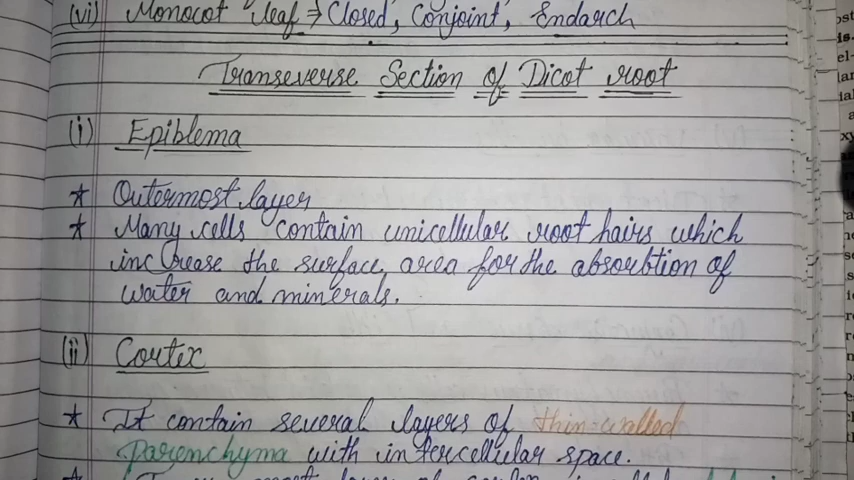 (vi) Monocot leaf ⇒ Closed, Conjoint, Endarch
Transeverse Section of Dicot root
(i) Epiblema
★ Outermost layer
★ Many cells contain unicellular root hairs which
increase the surface area for the absorbtion of
water and minerals.
(ii) Cortex
★ It contain several layers of thin-walled
parenchyma with intercellular space.